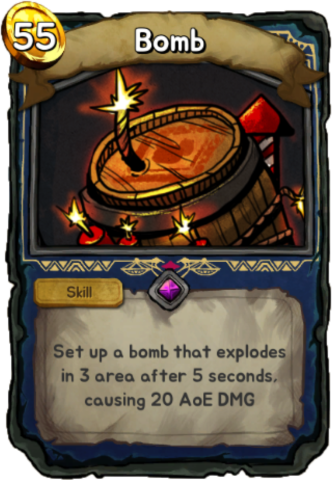 55
Bomb
Skill
Set up a bomb that explodes
in 3 area after 5 seconds,
causing 20 AoE DMG